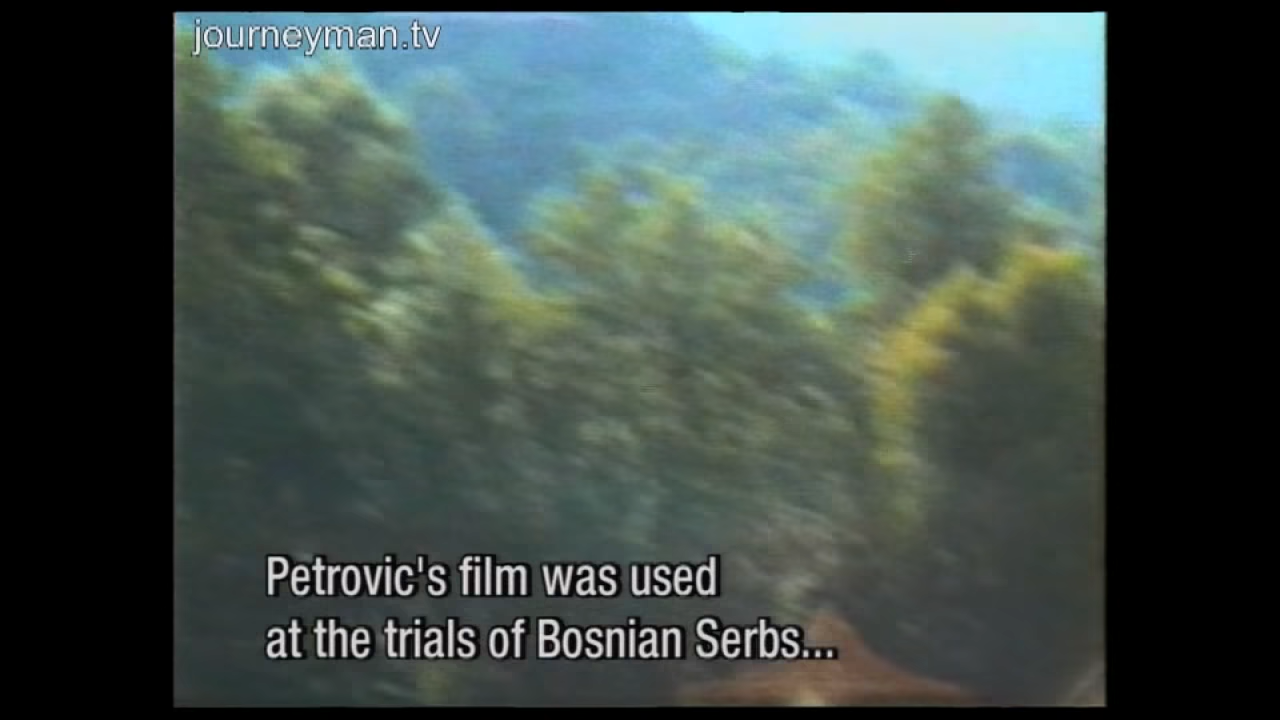 journeyman.tv
Petrovic's film was used
at the trials of Bosnian Serbs...